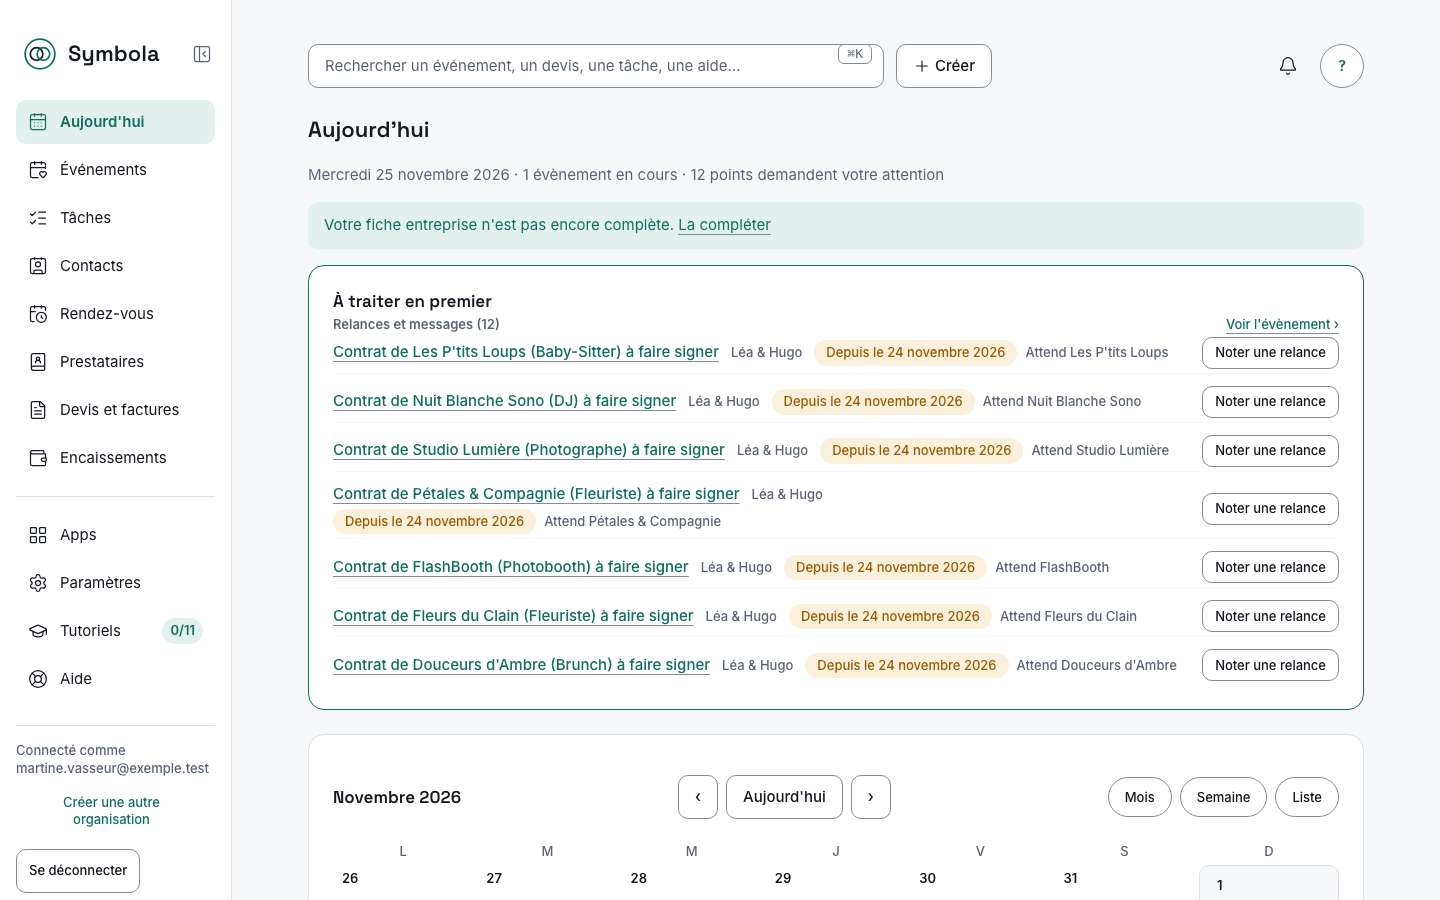 Symbola
Rechercher un événement, un devis, une tâche, une aide...
⌘K
Créer
?
Aujourd'hui
Événements
Tâches
Contacts
Rendez-vous
Prestataires
Devis et factures
Encaissements
Apps
Paramètres
Tutoriels 0/11
Aide
Connecté comme
martine.vasseur@exemple.test
Créer une autre
organisation
Se déconnecter
Aujourd’hui
Mercredi 25 novembre 2026 · 1 évènement en cours · 12 points demandent votre attention
Votre fiche entreprise n'est pas encore complète. La compléter
À traiter en premier
Relances et messages (12) Voir l'évènement ›
Contrat de Les P'tits Loups (Baby-Sitter) à faire signer Léa & Hugo Depuis le 24 novembre 2026 Attend Les P'tits Loups Noter une relance
Contrat de Nuit Blanche Sono (DJ) à faire signer Léa & Hugo Depuis le 24 novembre 2026 Attend Nuit Blanche Sono Noter une relance
Contrat de Studio Lumière (Photographe) à faire signer Léa & Hugo Depuis le 24 novembre 2026 Attend Studio Lumière Noter une relance
Contrat de Pétales & Compagnie (Fleuriste) à faire signer Léa & Hugo
Depuis le 24 novembre 2026 Attend Pétales & Compagnie Noter une relance
Contrat de FlashBooth (Photobooth) à faire signer Léa & Hugo Depuis le 24 novembre 2026 Attend FlashBooth Noter une relance
Contrat de Fleurs du Clain (Fleuriste) à faire signer Léa & Hugo Depuis le 24 novembre 2026 Attend Fleurs du Clain Noter une relance
Contrat de Douceurs d'Ambre (Brunch) à faire signer Léa & Hugo Depuis le 24 novembre 2026 Attend Douceurs d'Ambre Noter une relance
Novembre 2026 ‹ Aujourd'hui › Mois Semaine Liste
L M M J V S D
26 27 28 29 30 31 1